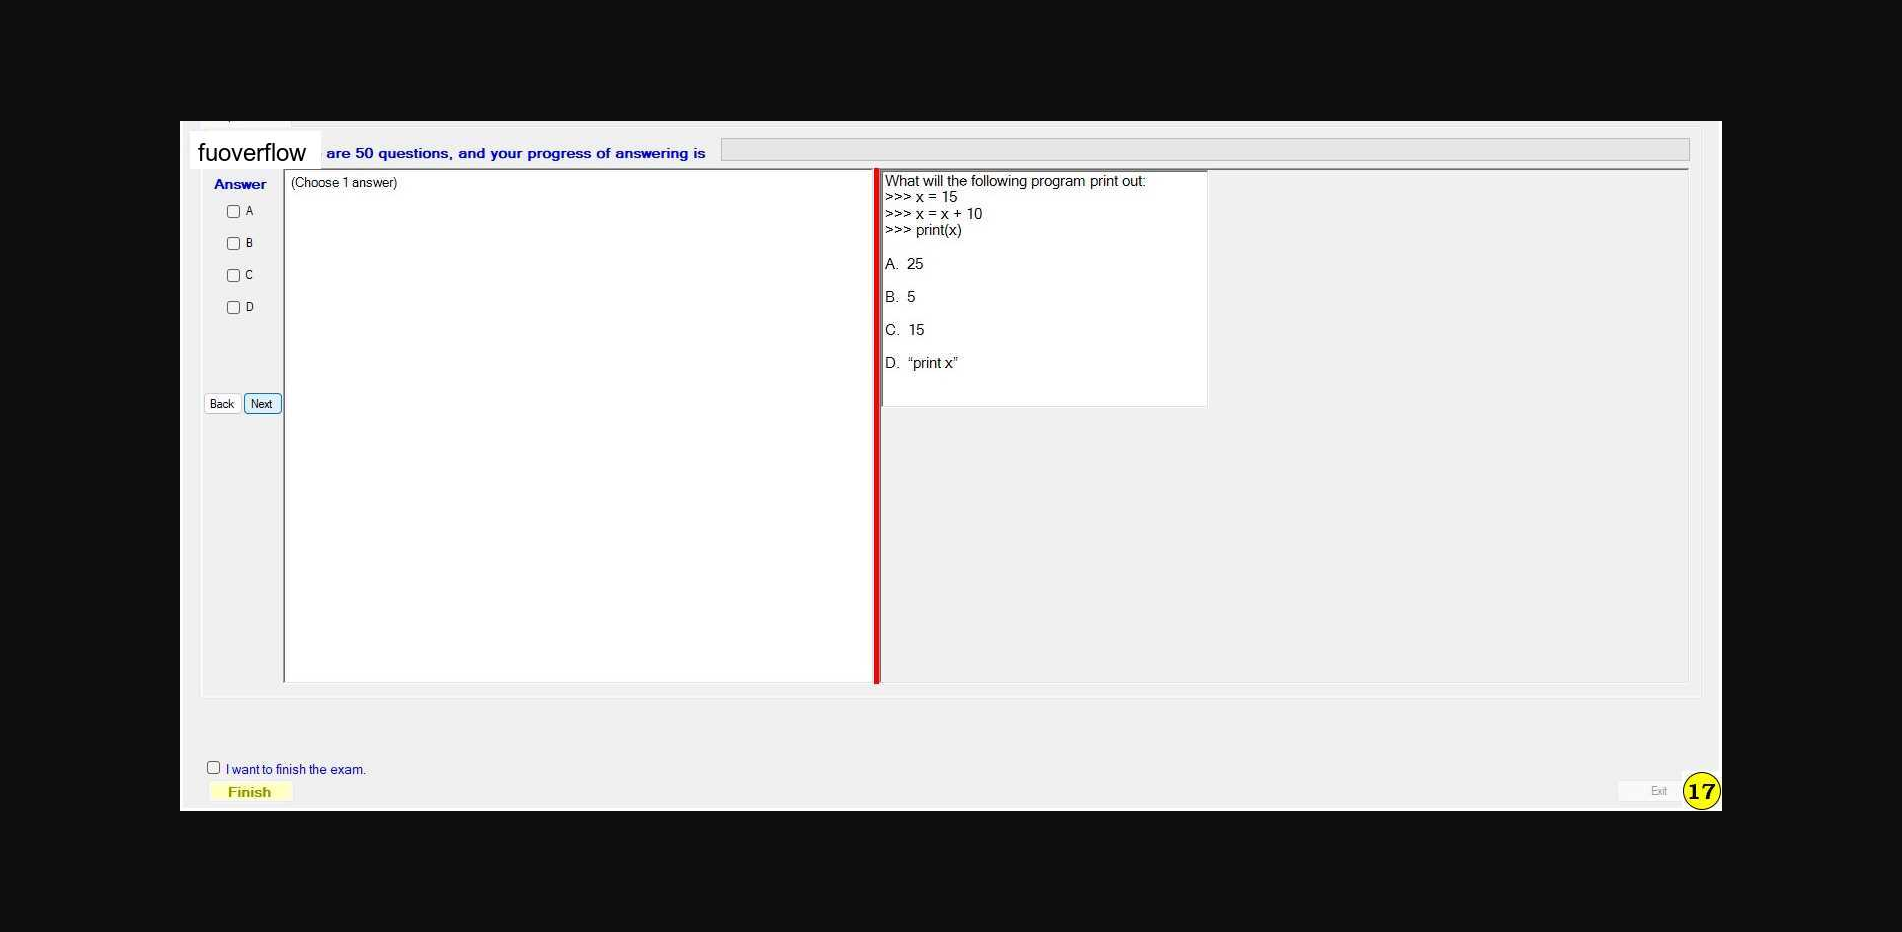 fuoverflow are 50 questions, and your progress of answering is
Answer
A
B
C
D
Back Next
(Choose 1 answer)
What will the following program print out:
>>> x = 15
>>> x = x + 10
>>> print(x)
A. 25
B. 5
C. 15
D. “print x”
I want to finish the exam.
Finish
Exit
17